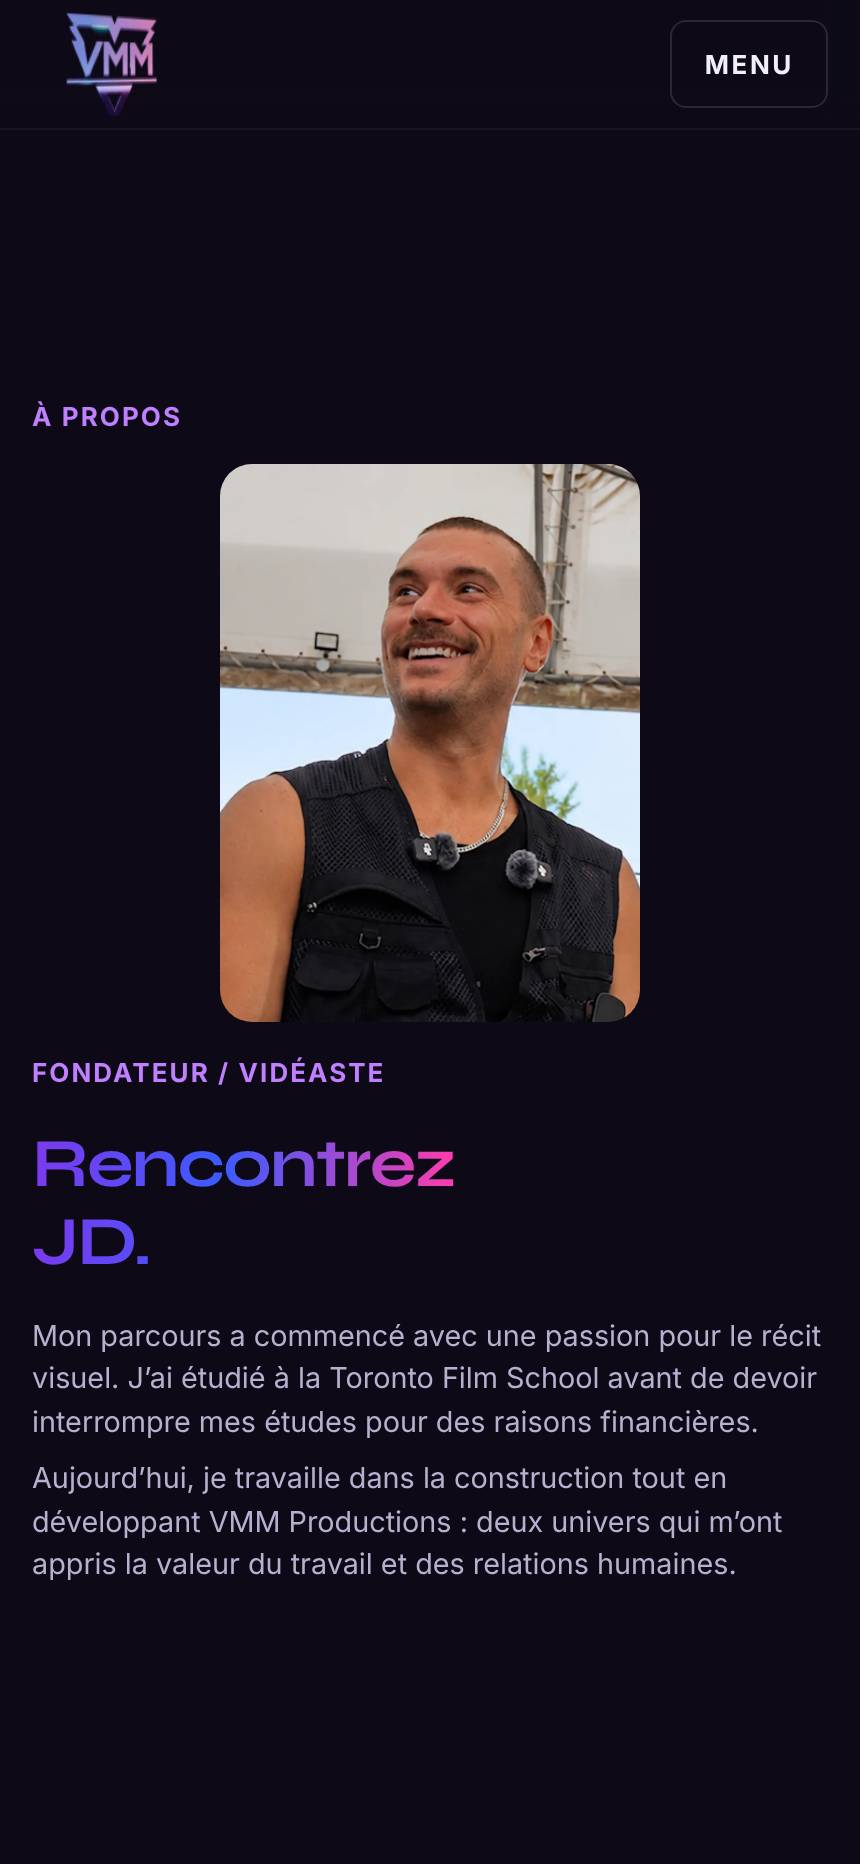 VMM
MENU
À PROPOS
FONDATEUR / VIDÉASTE
Rencontrez
JD.
Mon parcours a commencé avec une passion pour le récit
visuel. J’ai étudié à la Toronto Film School avant de devoir
interrompre mes études pour des raisons financières.
Aujourd’hui, je travaille dans la construction tout en
développant VMM Productions : deux univers qui m’ont
appris la valeur du travail et des relations humaines.